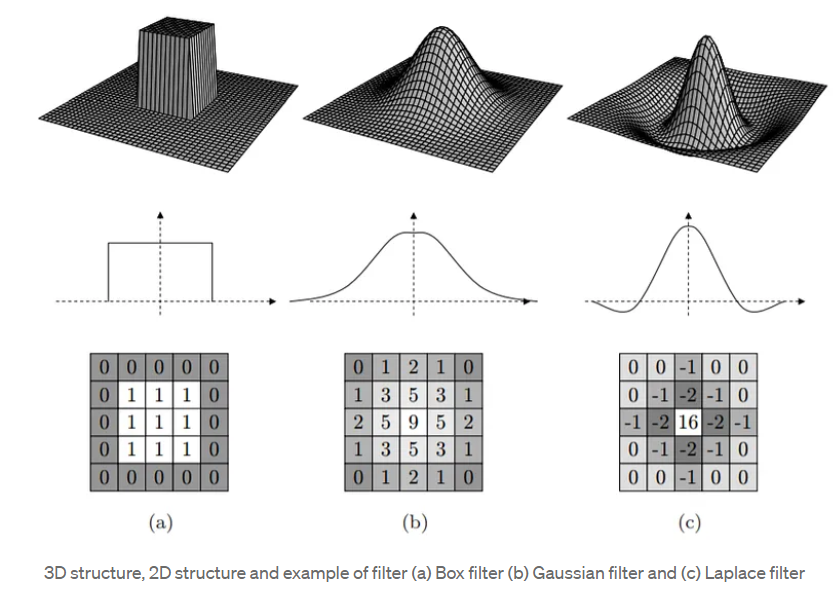 0 0 0 0 0 0 1 2 1 0 0 0 -1 0 0
0 1 1 1 0 1 3 5 3 1 0 -1 -2 -1 0
0 1 1 1 0 2 5 9 5 2 -1 -2 16 -2 -1
0 1 1 1 0 1 3 5 3 1 0 -1 -2 -1 0
0 0 0 0 0 0 1 2 1 0 0 0 -1 0 0
(a) (b) (c)
3D structure, 2D structure and example of filter (a) Box filter (b) Gaussian filter and (c) Laplace filter